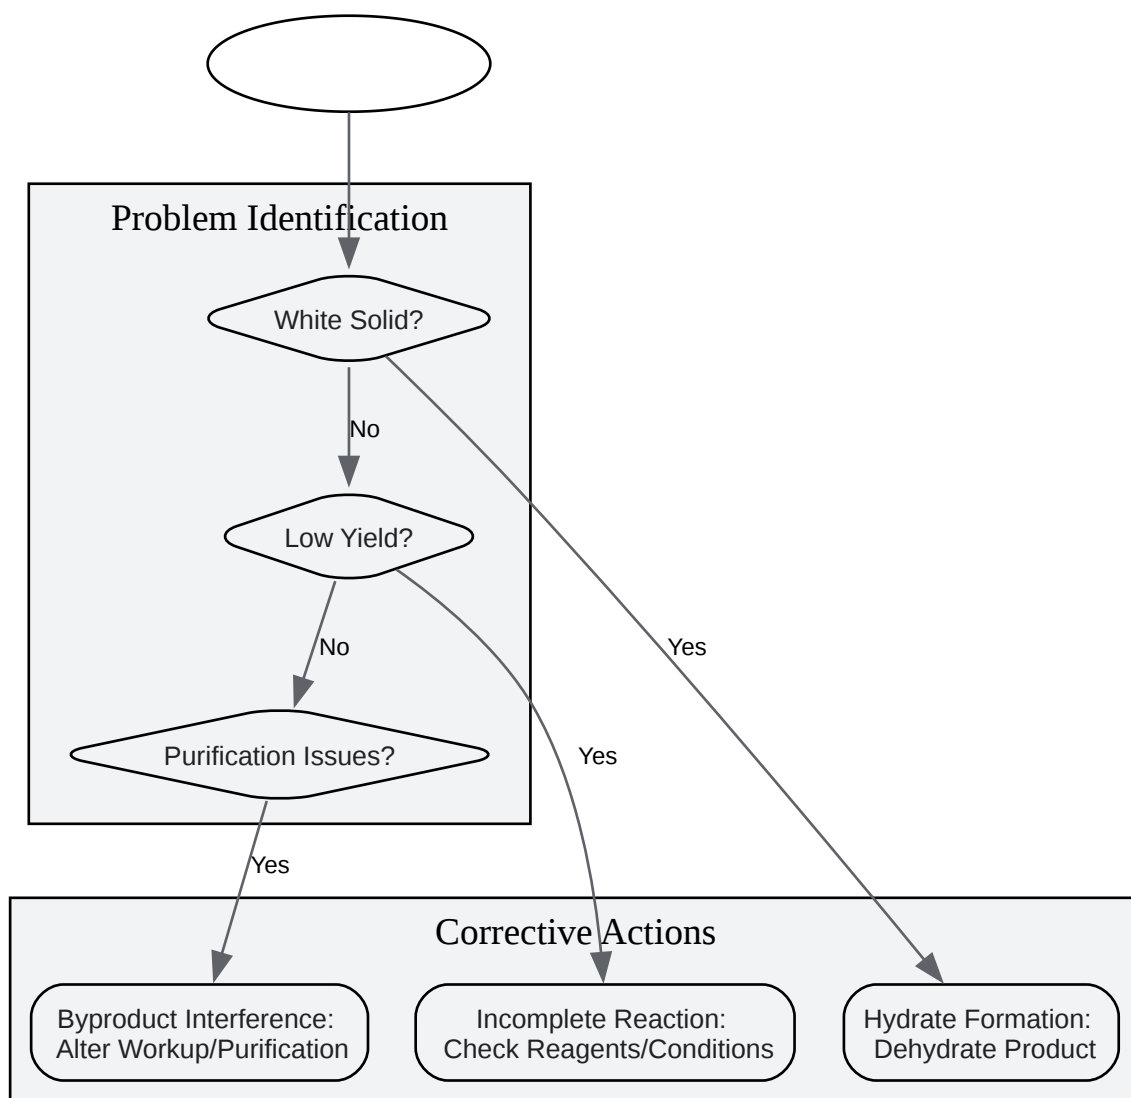 Problem Identification
White Solid?
No
Low Yield?
No
Yes
Purification Issues?
Yes
Yes
Corrective Actions
Byproduct Interference:
Alter Workup/Purification
Incomplete Reaction:
Check Reagents/Conditions
Hydrate Formation:
Dehydrate Product